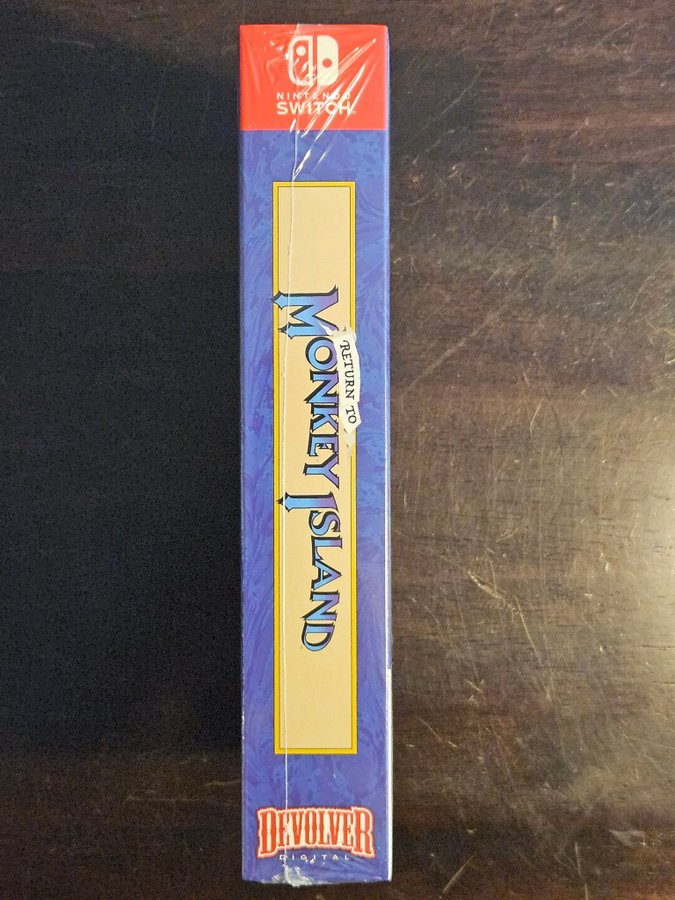 NINTENDO
SWITCH
RETURN TO
MONKEY ISLAND
DEVOLVER
DIGITAL